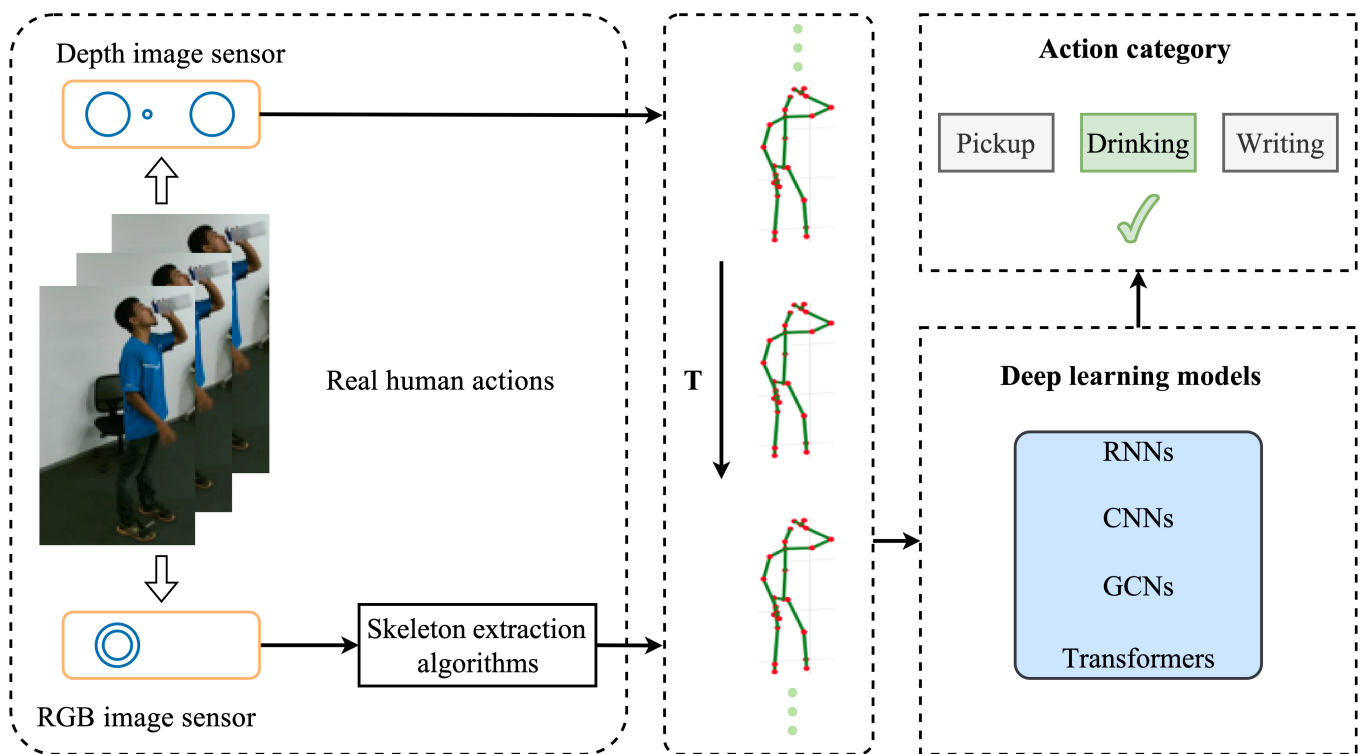 Depth image sensor
Real human actions
Skeleton extraction
algorithms
RGB image sensor
T
Action category
Pickup
Drinking
Writing
Deep learning models
RNNs
CNNs
GCNs
Transformers